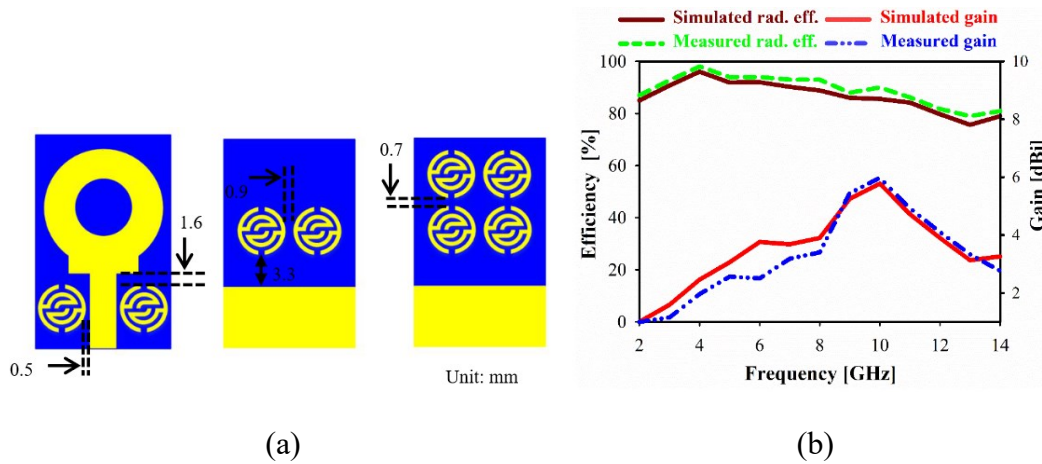 Simulated rad. eff.
Simulated gain
Measured rad. eff.
Measured gain
0.7
0.9
1.6
3.3
0.5
Unit: mm
Efficiency [%]
100
80
60
40
20
0
Gain [dBi]
10
8
6
4
2
2 4 6 8 10 12 14
Frequency [GHz]
(a)
(b)